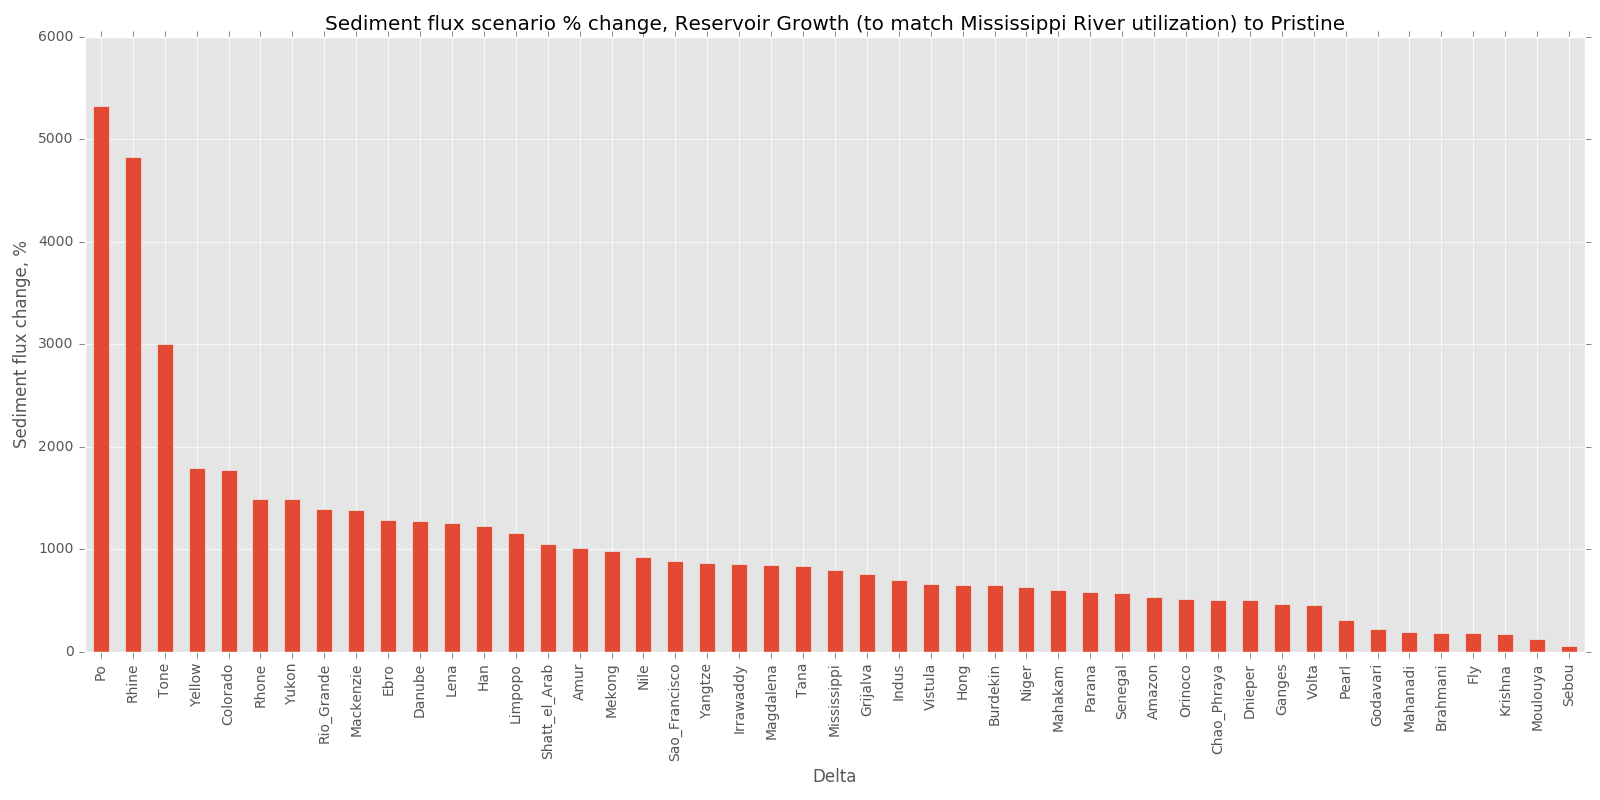 Sediment flux scenario % change, Reservoir Growth (to match Mississippi River utilization) to Pristine
6000
5000
4000
3000
2000
1000
0
Sediment flux change, %
Po
Rhine
Tone
Yellow
Colorado
Rhone
Yukon
Rio_Grande
Mackenzie
Ebro
Danube
Lena
Han
Limpopo
Shatt_el_Arab
Amur
Mekong
Nile
Sao_Francisco
Yangtze
Irrawaddy
Magdalena
Tana
Mississippi
Grijalva
Indus
Vistula
Hong
Burdekin
Niger
Mahakam
Parana
Senegal
Amazon
Orinoco
Chao_Phraya
Dnieper
Ganges
Volta
Pearl
Godavari
Mahanadi
Brahmani
Fly
Krishna
Moulouya
Sebou
Delta